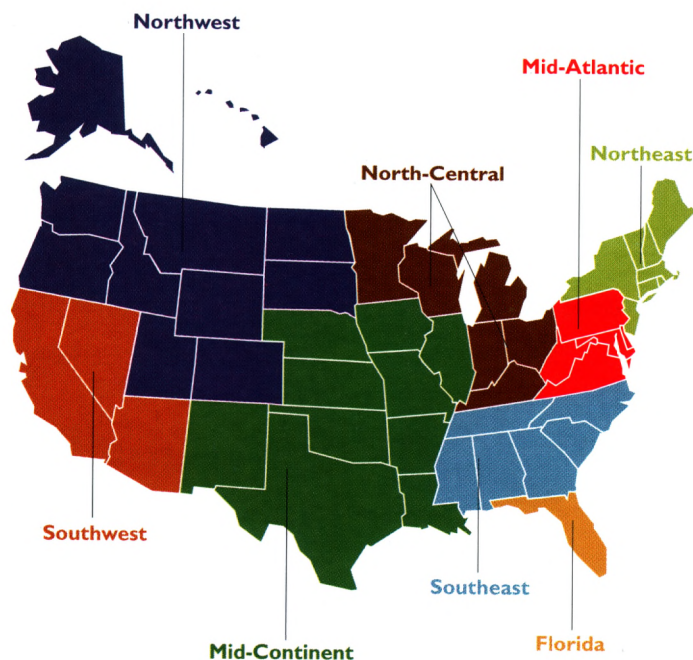 Northwest
Mid-Atlantic
Northeast
North-Central
Southwest
Southeast
Florida
Mid-Continent